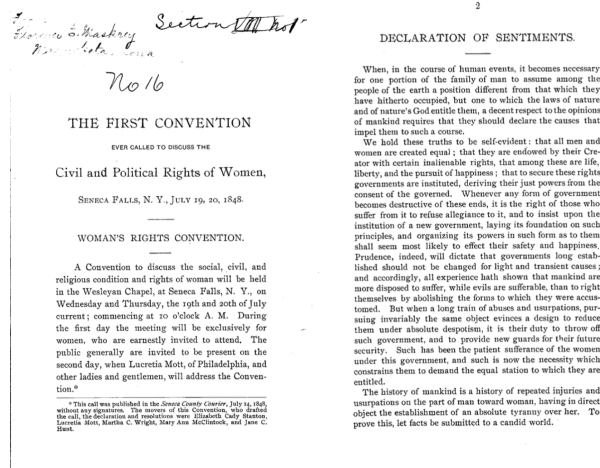 Section VIII No 1
Florence
No 16
THE FIRST CONVENTION
EVER CALLED TO DISCUSS THE
Civil and Political Rights of Women,
SENECA FALLS, N. Y., JULY 19, 20, 1848.
WOMAN'S RIGHTS CONVENTION.
A Convention to discuss the social, civil, and
religious condition and rights of woman will be held
in the Wesleyan Chapel, at Seneca Falls, N. Y., on
Wednesday and Thursday, the 19th and 20th of July
current; commencing at 10 o'clock A. M. During
the first day the meeting will be exclusively for
women, who are earnestly invited to attend. The
public generally are invited to be present on the
second day, when Lucretia Mott, of Philadelphia, and
other ladies and gentlemen, will address the Conven-
tion.*
* This call was published in the Seneca County Courier, July 14, 1848,
without any signatures. The movers of this Convention, who drafted
the call, the declaration and resolutions were Elizabeth Cady Stanton,
Lucretia Mott, Martha C. Wright, Mary Ann McClintock, and Jane C.
Hunt.
2
DECLARATION OF SENTIMENTS.
When, in the course of human events, it becomes necessary
for one portion of the family of man to assume among the
people of the earth a position different from that which they
have hitherto occupied, but one to which the laws of nature
and of nature's God entitle them, a decent respect to the opinions
of mankind requires that they should declare the causes that
impel them to such a course.
We hold these truths to be self-evident: that all men and
women are created equal; that they are endowed by their Cre-
ator with certain inalienable rights, that among these are life,
liberty, and the pursuit of happiness; that to secure these rights
governments are instituted, deriving their just powers from the
consent of the governed. Whenever any form of government
becomes destructive of these ends, it is the right of those who
suffer from it to refuse allegiance to it, and to insist upon the
institution of a new government, laying its foundation on such
principles, and organizing its powers in such form as to them
shall seem most likely to effect their safety and happiness.
Prudence, indeed, will dictate that governments long estab-
lished should not be changed for light and transient causes;
and accordingly, all experience hath shown that mankind are
more disposed to suffer, while evils are sufferable, than to right
themselves by abolishing the forms to which they were accus-
tomed. But when a long train of abuses and usurpations, pur-
suing invariably the same object evinces a design to reduce
them under absolute despotism, it is their duty to throw off
such government, and to provide new guards for their future
security. Such has been the patient sufferance of the women
under this government, and such is now the necessity which
constrains them to demand the equal station to which they are
entitled.
The history of mankind is a history of repeated injuries and
usurpations on the part of man toward woman, having in direct
object the establishment of an absolute tyranny over her. To
prove this, let facts be submitted to a candid world.